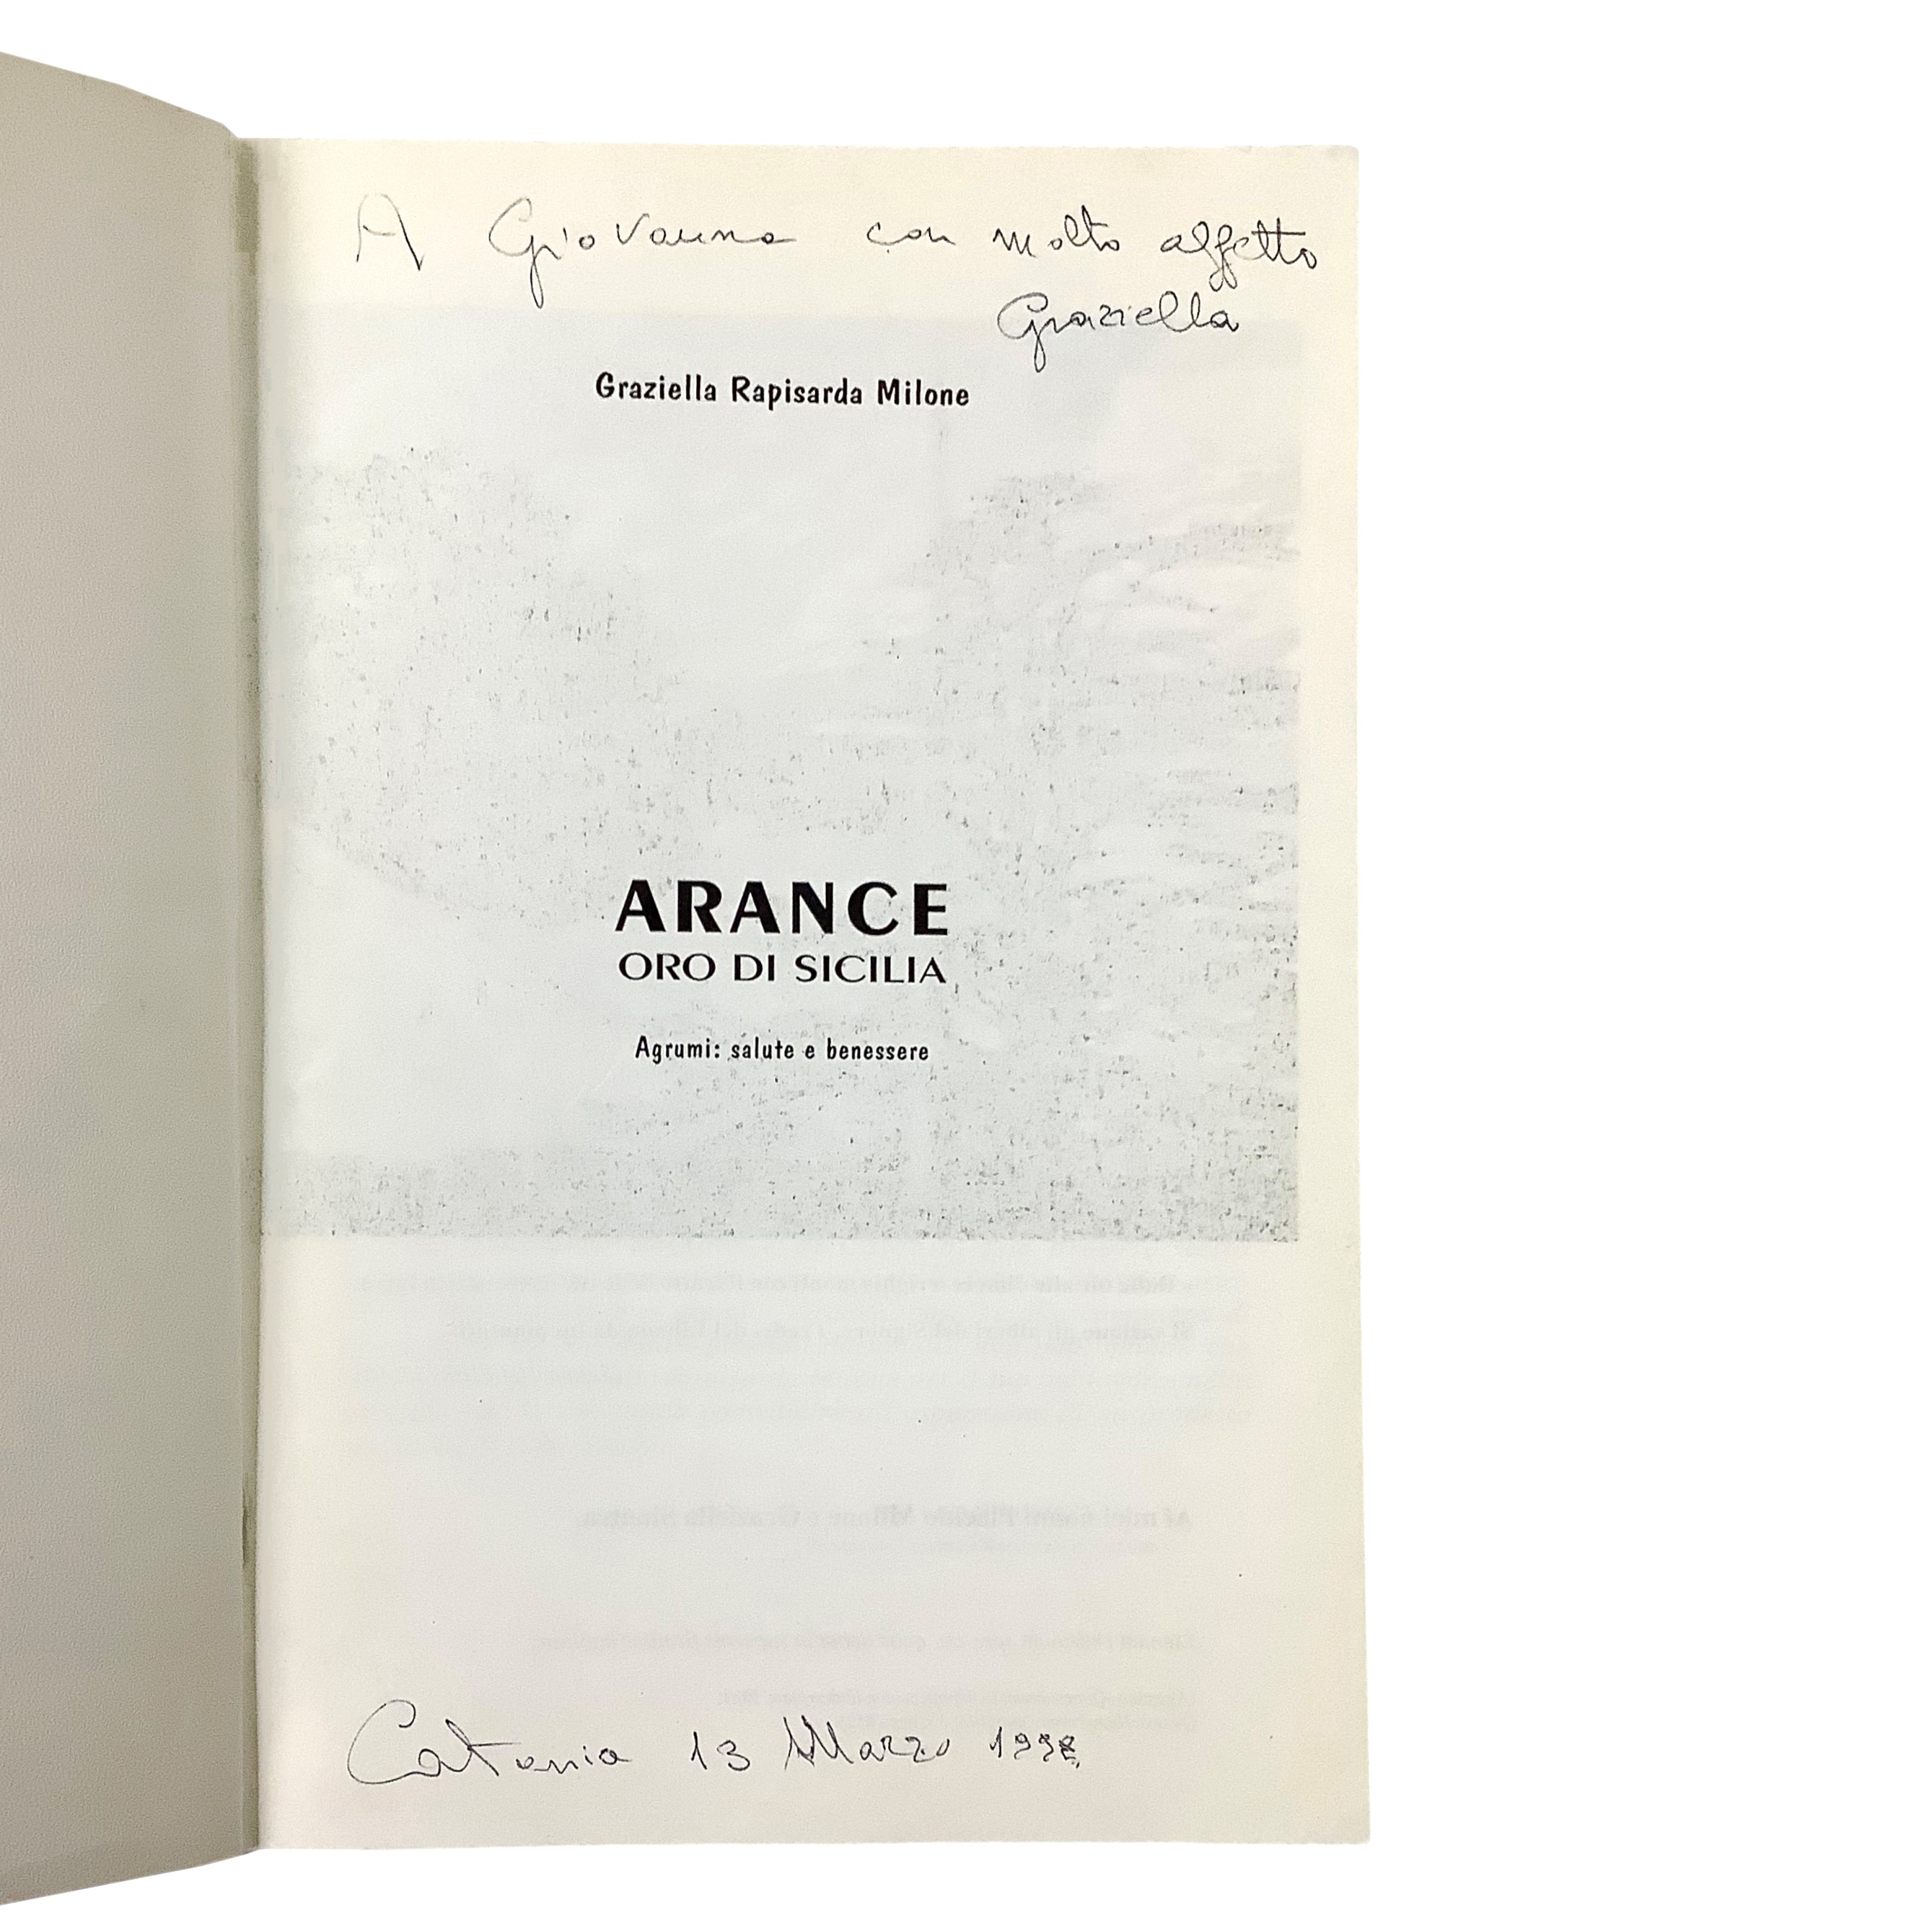 A Giovanna con molto affetto
Graziella
Graziella Rapisarda Milone
ARANCE
ORO DI SICILIA
Agrumi: salute e benessere
Catania 13 Marzo 1998